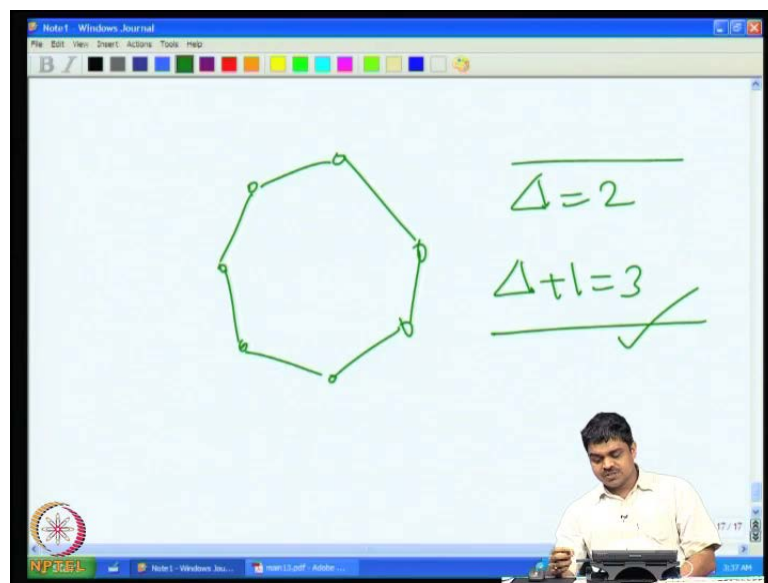 Note1 - Windows Journal
File Edit View Insert Actions Tools Help
B I
Δ = 2
Δ + 1 = 3
17 / 17
NPTEL
Note1 - Windows Jou...
main13.pdf - Adobe ...
3:37 AM